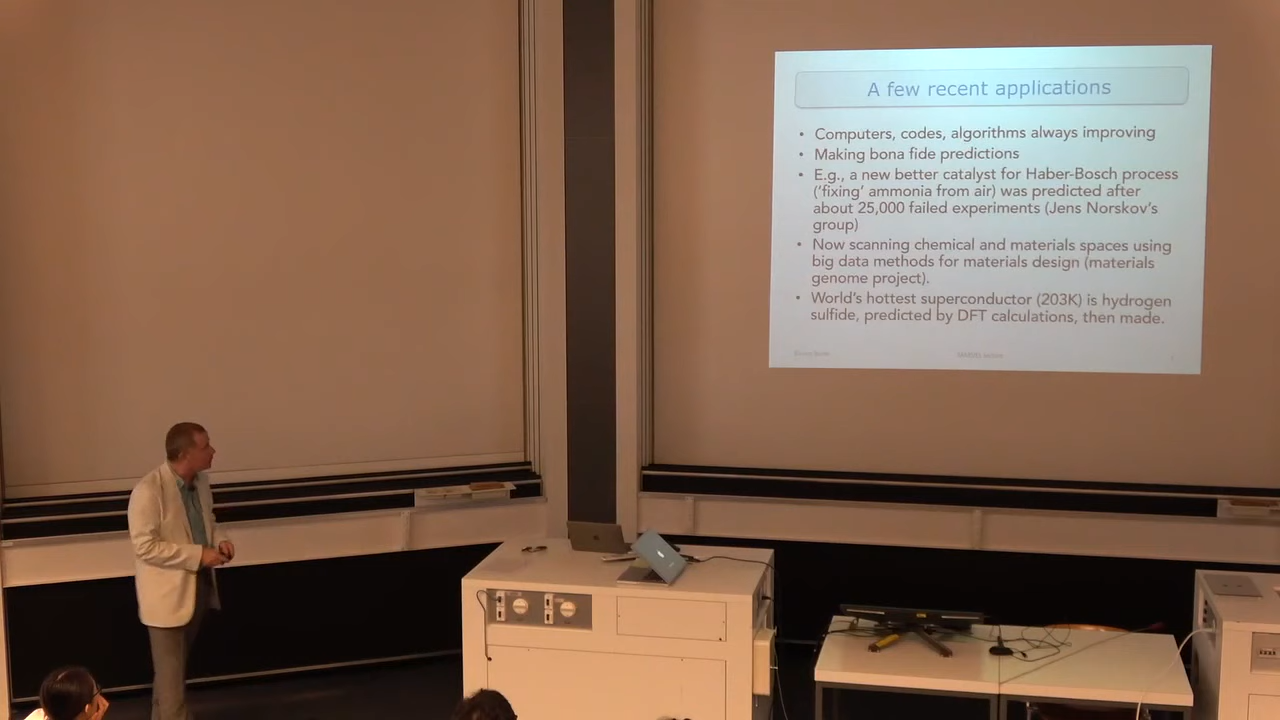 A few recent applications
• Computers, codes, algorithms always improving
• Making bona fide predictions
• E.g., a new better catalyst for Haber-Bosch process
('fixing' ammonia from air) was predicted after
about 25,000 failed experiments (Jens Norskov's
group)
• Now scanning chemical and materials spaces using
big data methods for materials design (materials
genome project).
• World's hottest superconductor (203K) is hydrogen
sulfide, predicted by DFT calculations, then made.